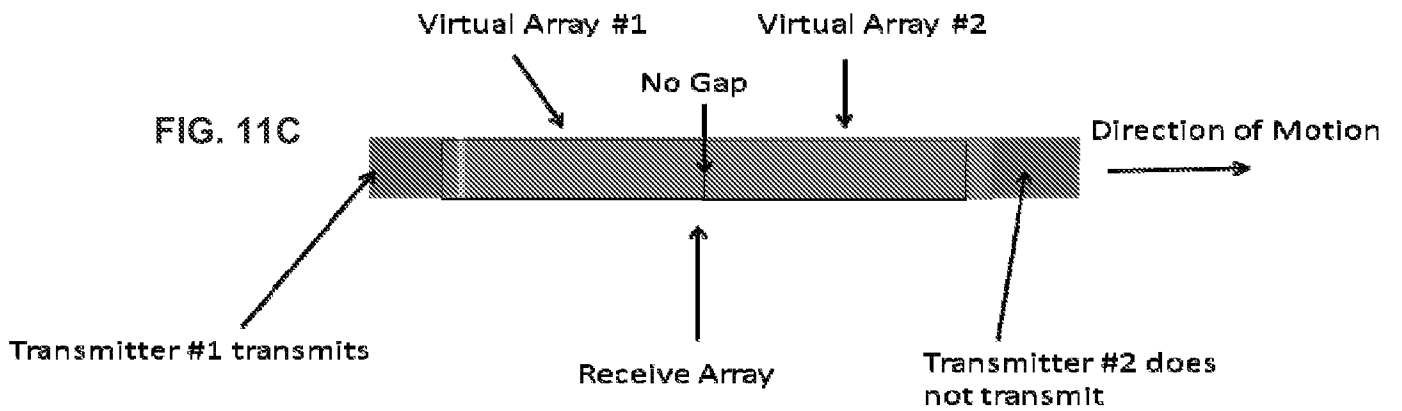 Virtual Array #1
Virtual Array #2
No Gap
FIG. 11C
Direction of Motion
Transmitter #1 transmits
Receive Array
Transmitter #2 does
not transmit